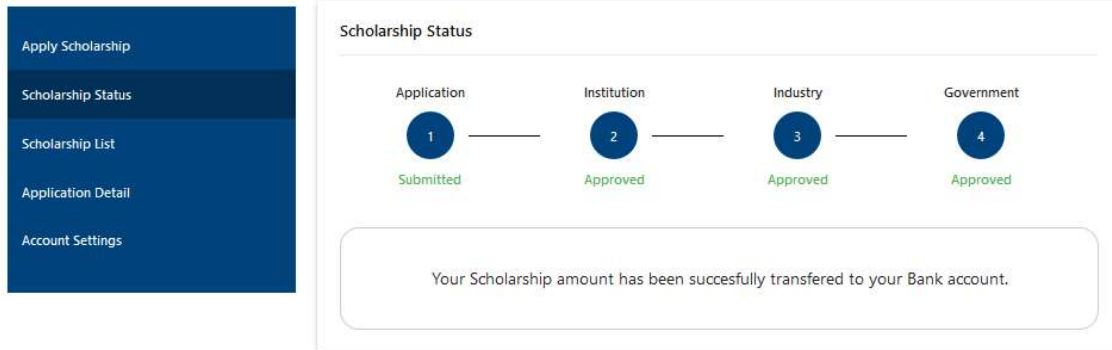 Apply Scholarship
Scholarship Status
Scholarship List
Application Detail
Account Settings
Scholarship Status
Application Institution Industry Government
1 2 3 4
Submitted Approved Approved Approved
Your Scholarship amount has been succesfully transfered to your Bank account.